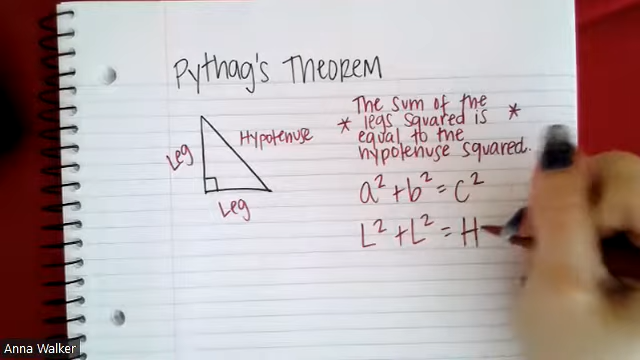 Pythag's Theorem
The sum of the
* legs squared is *
equal to the
hypotenuse squared.
Leg
Hypotenuse
Leg
a²+b²=c²
L²+L²=H
Anna Walker